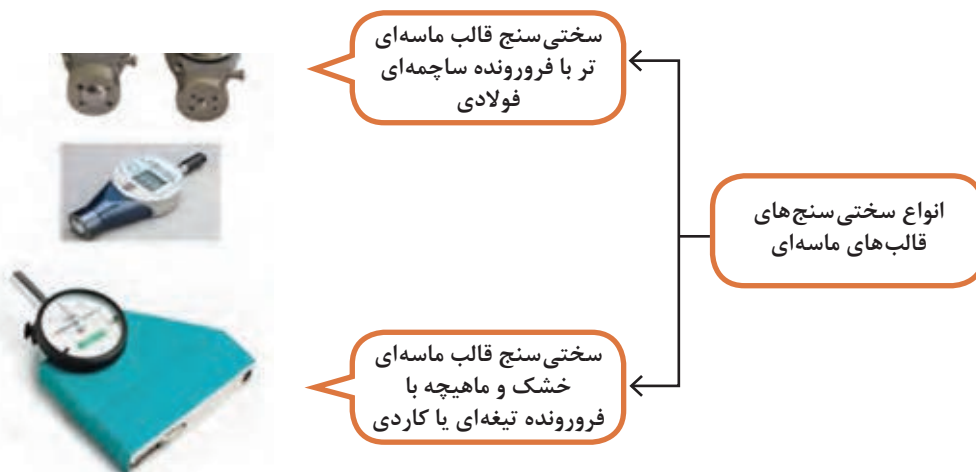 انواع سختی‌سنج‌های
قالب‌های ماسه‌ای
سختی‌سنج قالب ماسه‌ای
تر با فرورونده ساچمه‌ای
فولادی
سختی‌سنج قالب ماسه‌ای
خشک و ماهیچه با
فرورونده تیغه‌ای یا کاردی